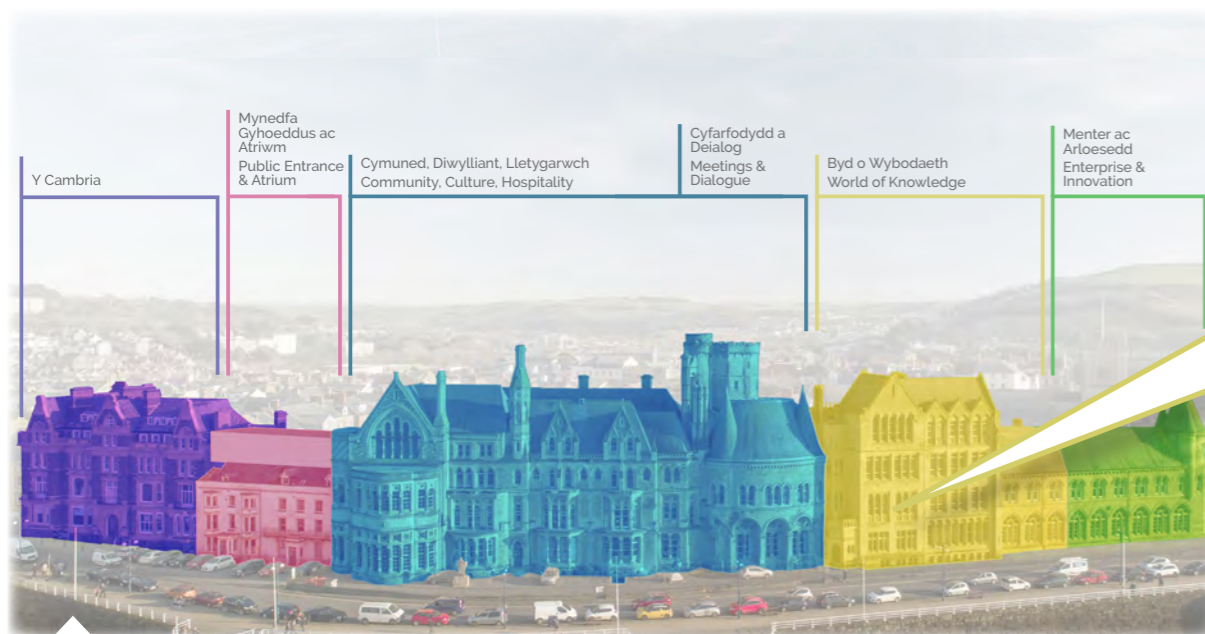 Y Cambria
Mynedfa
Gyhoeddus ac
Atriwm
Public Entrance
& Atrium
Cymuned, Diwylliant, Lletygarwch
Community, Culture, Hospitality
Cyfarfodydd a
Deialog
Meetings &
Dialogue
Byd o Wybodaeth
World of Knowledge
Menter ac
Arloesedd
Enterprise &
Innovation